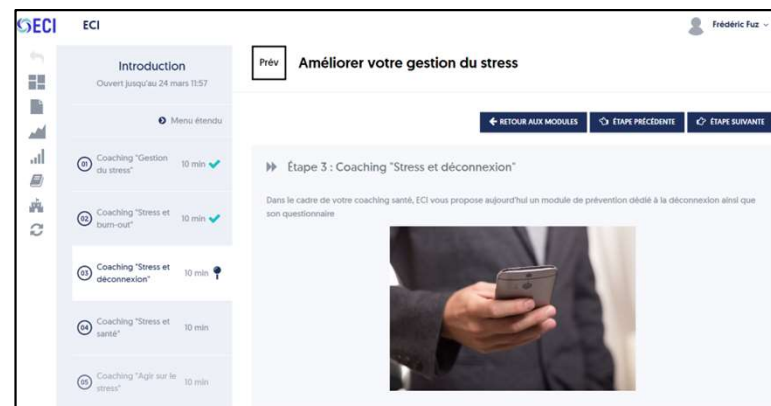 ECI
ECI
Frédéric Fuz
Introduction
Ouvert jusqu'au 24 mars 11:57
Menu étendu
01 Coaching "Gestion
du stress"
10 min
02 Coaching "Stress et
burn-out"
10 min
03 Coaching "Stress et
déconnexion"
10 min
04 Coaching "Stress et
santé"
10 min
05 Coaching "Agir sur le
stress"
10 min
Prév
Améliorer votre gestion du stress
RETOUR AUX MODULES
ÉTAPE PRÉCÉDENTE
ÉTAPE SUIVANTE
Étape 3 : Coaching "Stress et déconnexion"
Dans le cadre de votre coaching santé, ECI vous propose aujourd'hui un module de prévention dédié à la déconnexion ainsi que
son questionnaire